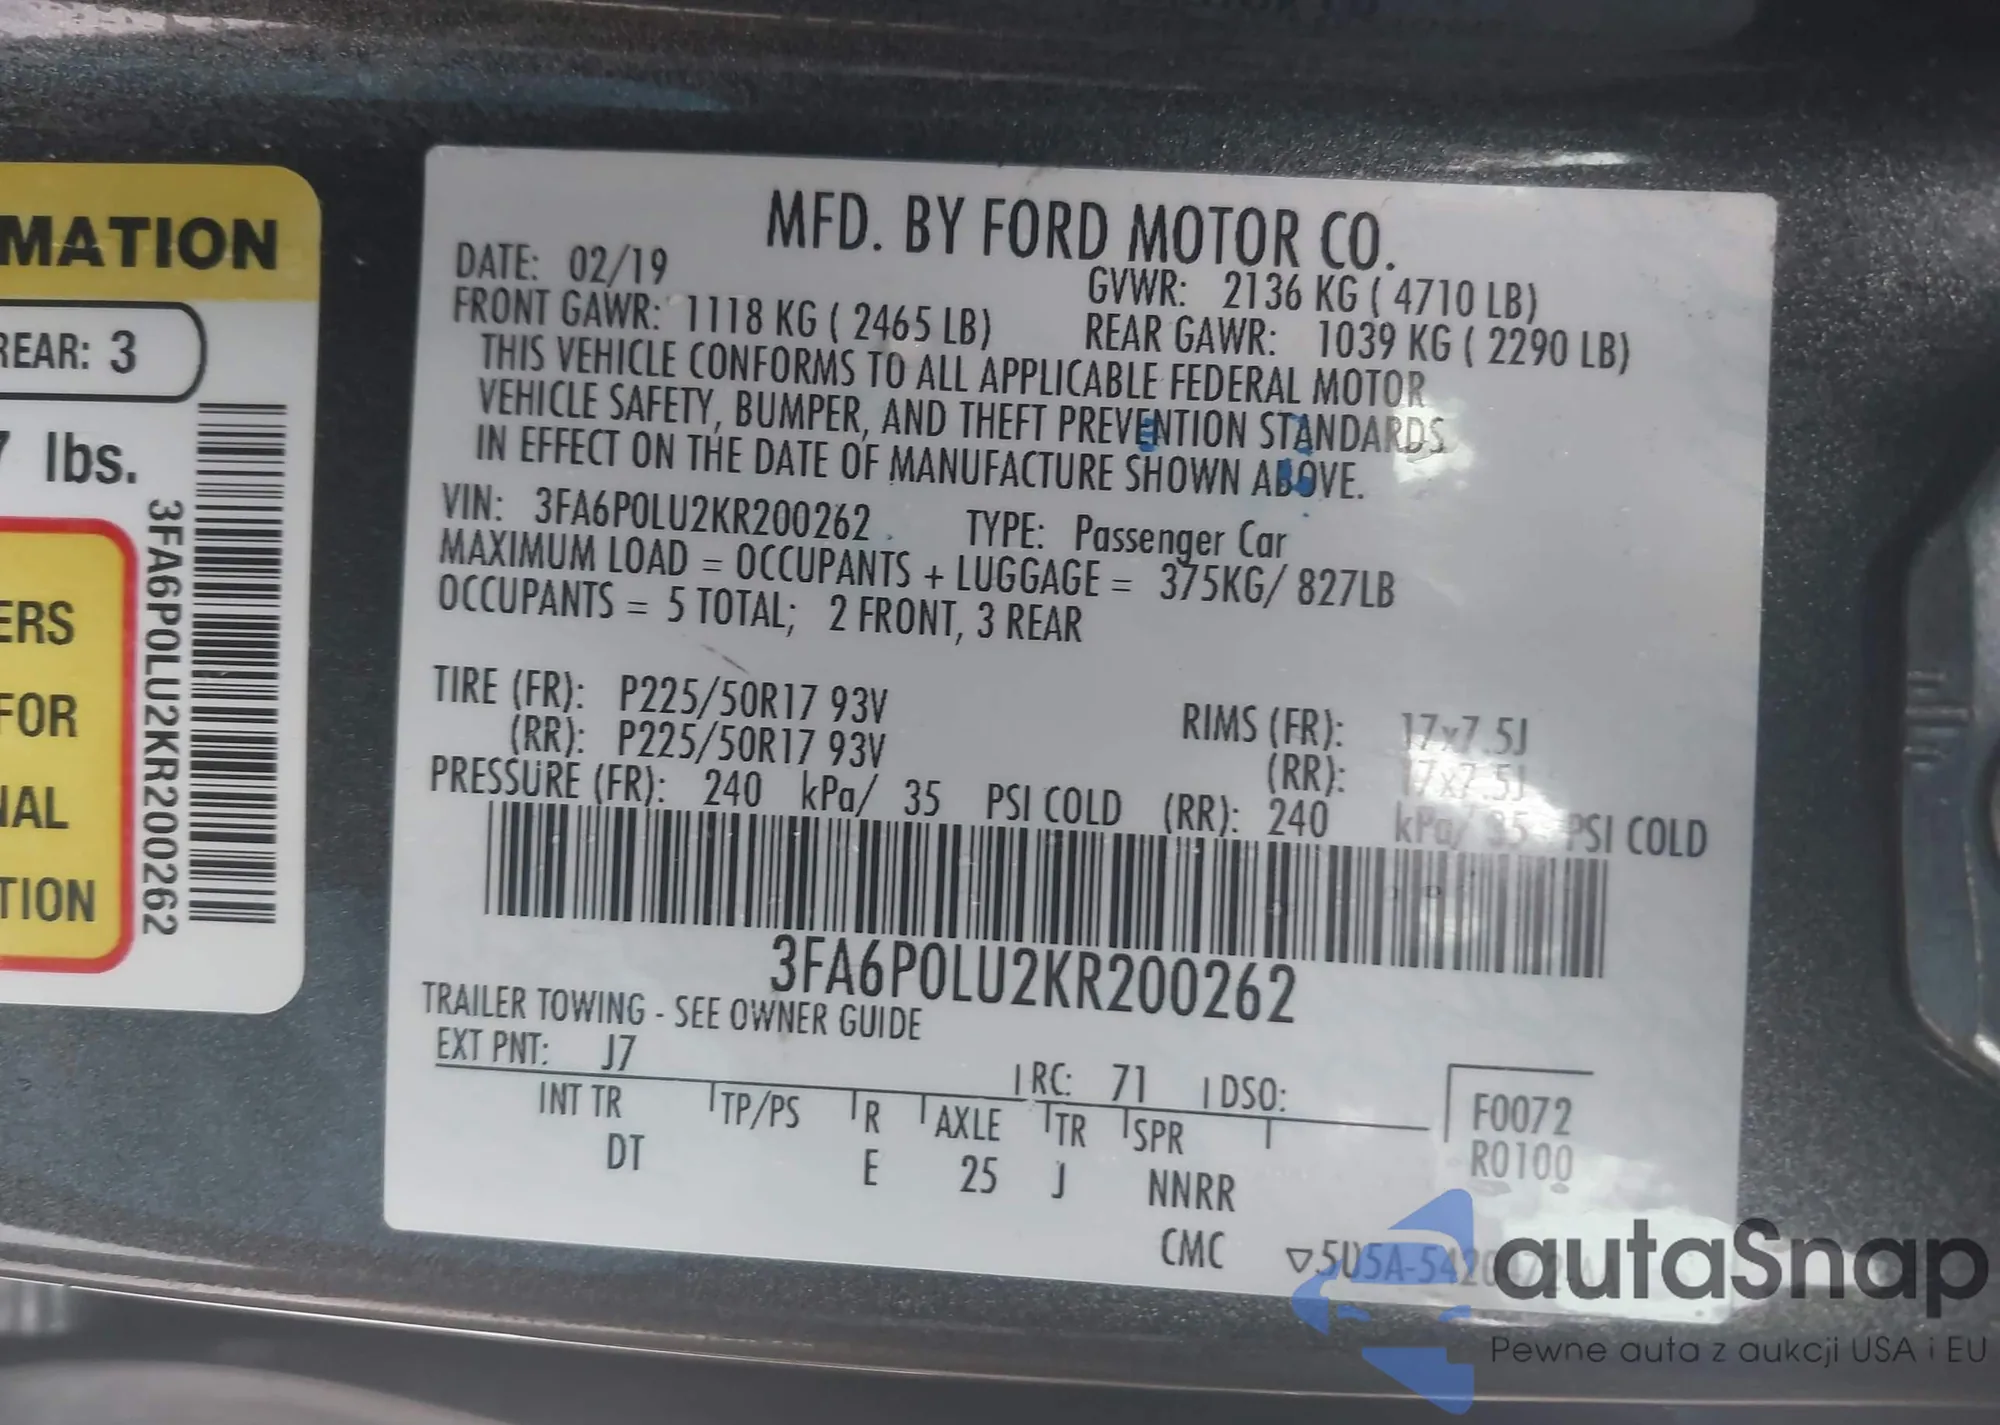 MATION
REAR: 3
7 lbs.
3FA6P0LU2KR200262
ERS
FOR
NAL
TION
MFD. BY FORD MOTOR CO.
DATE: 02/19 GVWR: 2136 KG ( 4710 LB)
FRONT GAWR: 1118 KG ( 2465 LB) REAR GAWR: 1039 KG ( 2290 LB)
THIS VEHICLE CONFORMS TO ALL APPLICABLE FEDERAL MOTOR
VEHICLE SAFETY, BUMPER, AND THEFT PREVENTION STANDARDS
IN EFFECT ON THE DATE OF MANUFACTURE SHOWN ABOVE.
VIN: 3FA6P0LU2KR200262 TYPE: Passenger Car
MAXIMUM LOAD = OCCUPANTS + LUGGAGE = 375KG/ 827LB
OCCUPANTS = 5 TOTAL; 2 FRONT, 3 REAR
TIRE (FR): P225/50R17 93V RIMS (FR): 17x7.5J
(RR): P225/50R17 93V (RR): 17x7.5J
PRESSURE (FR): 240 kPa/ 35 PSI COLD (RR): 240 kPa/ 35 PSI COLD
3FA6P0LU2KR200262
TRAILER TOWING - SEE OWNER GUIDE
EXT PNT: J7 RC: 71 DSO:
INT TR TP/PS R AXLE TR SPR F0072
DT E 25 J NNRR R0100
CMC
autaSnap
Pewne auta z aukcji USA i EU